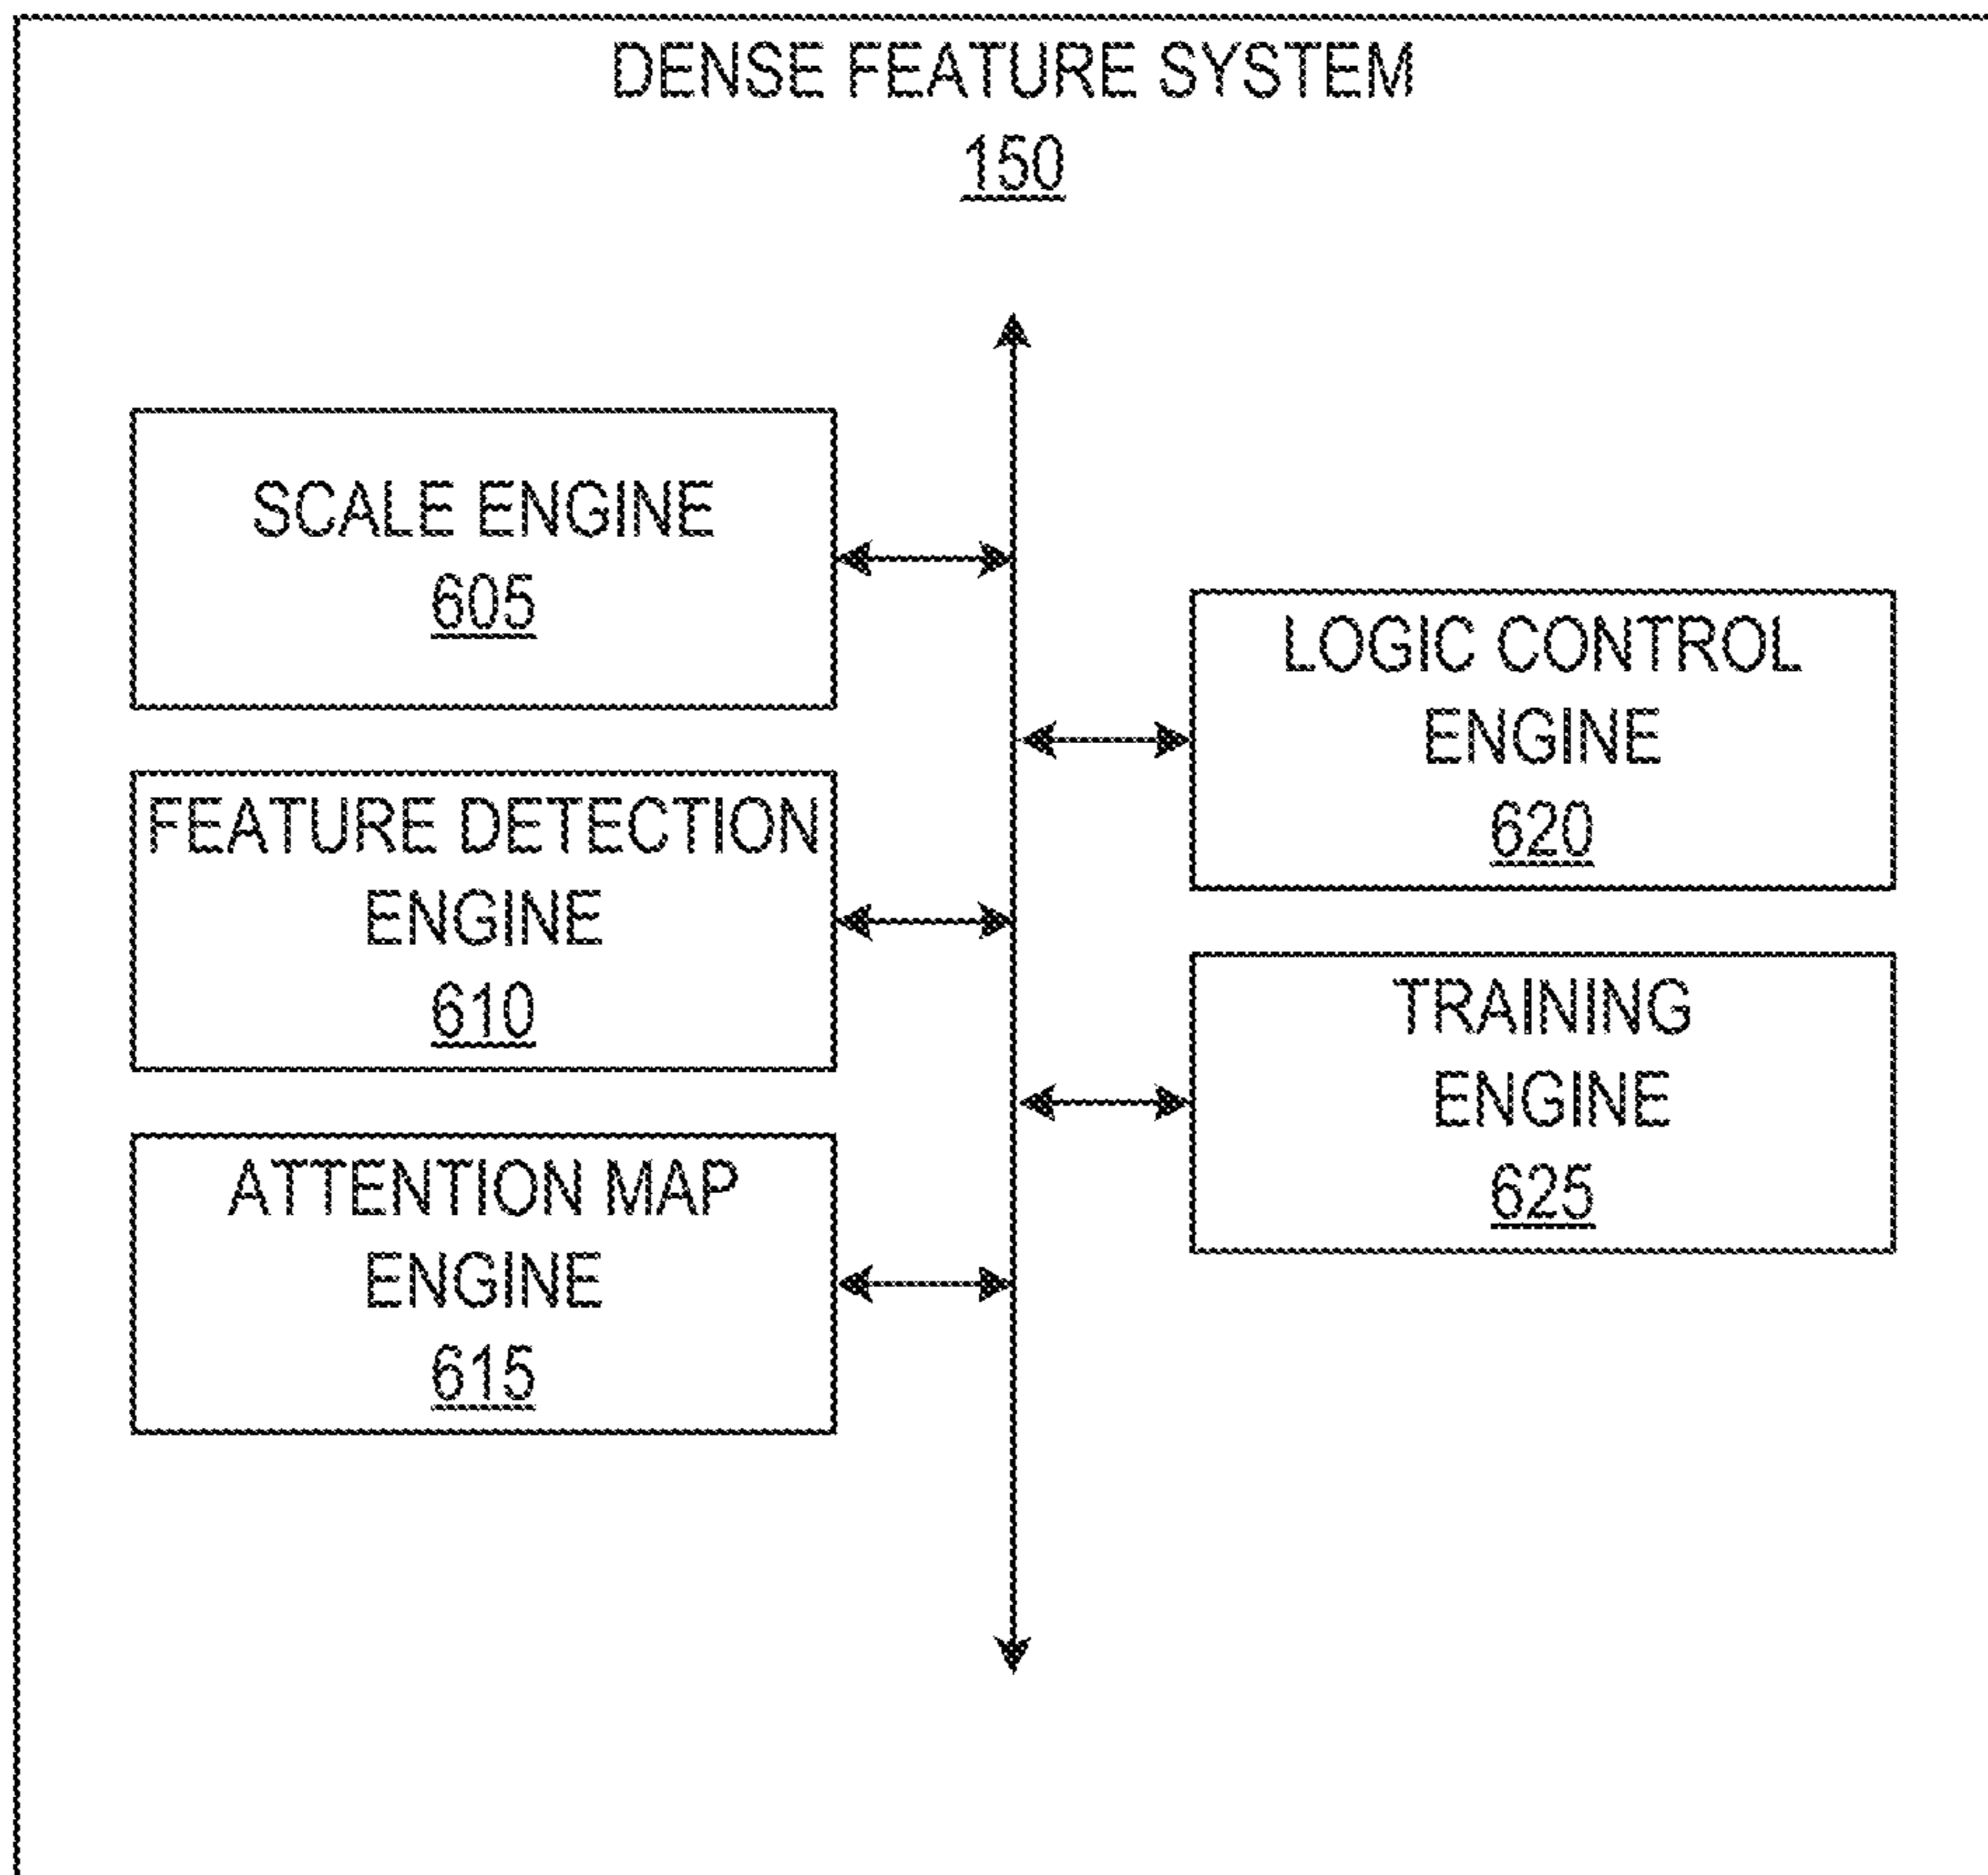 DENSE FEATURE SYSTEM
150
SCALE ENGINE
605
FEATURE DETECTION
ENGINE
610
ATTENTION MAP
ENGINE
615
LOGIC CONTROL
ENGINE
620
TRAINING
ENGINE
625